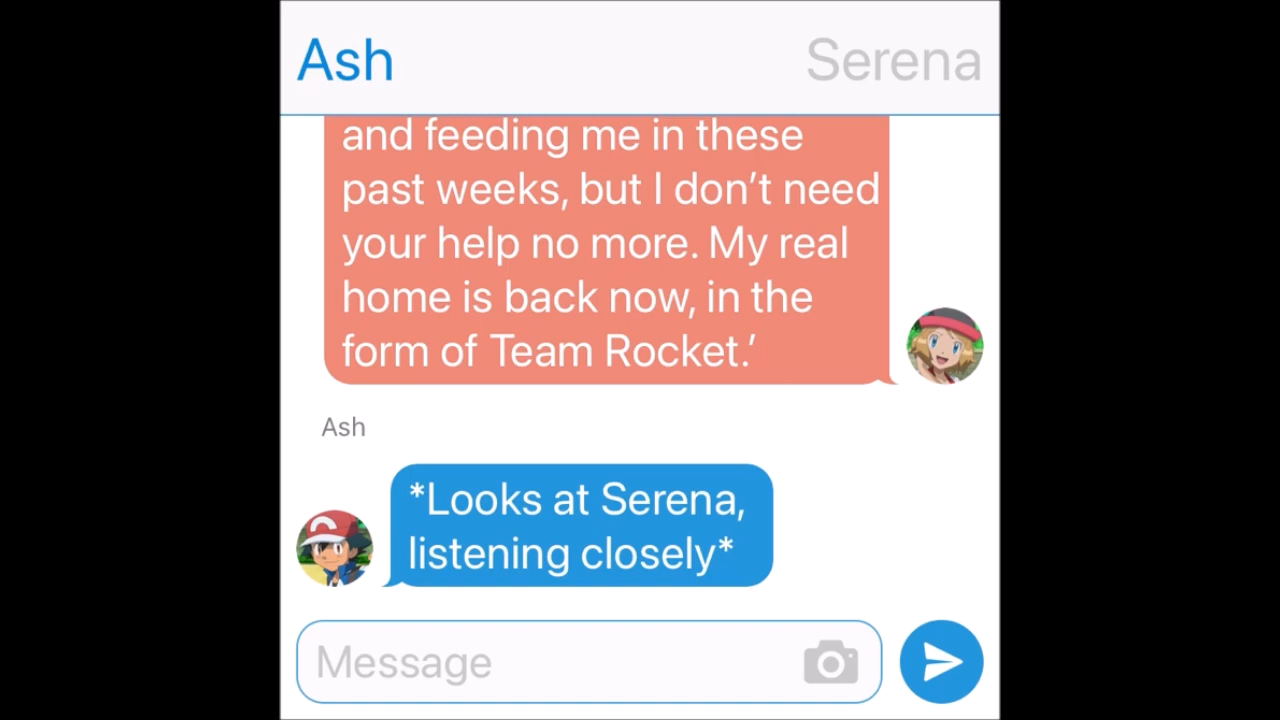 Ash
Serena
and feeding me in these
past weeks, but I don’t need
your help no more. My real
home is back now, in the
form of Team Rocket.’
Ash
*Looks at Serena,
listening closely*
Message